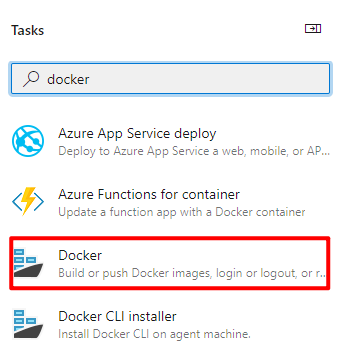 Tasks
docker
Azure App Service deploy
Deploy to Azure App Service a web, mobile, or AP...
Azure Functions for container
Update a function app with a Docker container
Docker
Build or push Docker images, login or logout, or r...
Docker CLI installer
Install Docker CLI on agent machine.